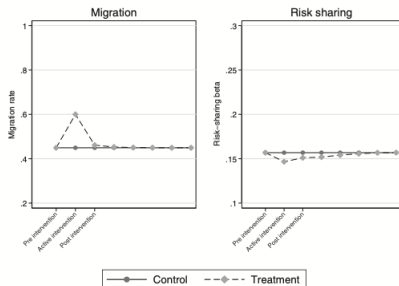 Migration
Migration rate
1
.8
.6
.4
.2
Pre intervention
Active intervention
Post intervention
Risk sharing
Risk-sharing beta
.3
.25
.2
.15
.1
Pre intervention
Active intervention
Post intervention
Control
Treatment